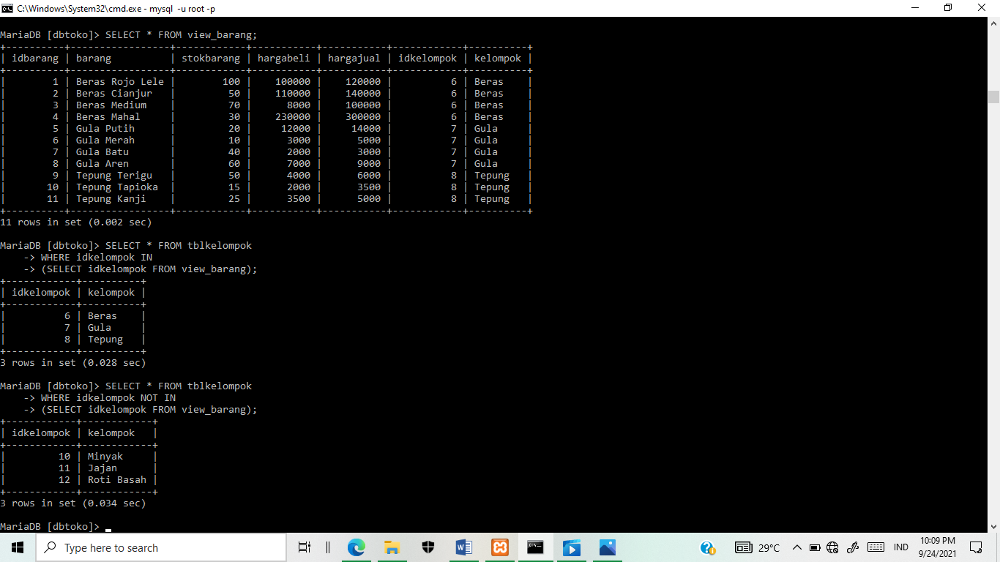 C:\Windows\System32\cmd.exe - mysql  -u root -p
MariaDB [dbtoko]> SELECT * FROM view_barang;
+----------+-----------------+------------+-----------+-----------+------------+----------+
| idbarang | barang          | stokbarang | hargabeli | hargajual | idkelompok | kelompok |
+----------+-----------------+------------+-----------+-----------+------------+----------+
|        1 | Beras Rojo Lele |        100 |    100000 |    120000 |          6 | Beras    |
|        2 | Beras Cianjur   |         50 |    110000 |    140000 |          6 | Beras    |
|        3 | Beras Medium    |         70 |      8000 |    100000 |          6 | Beras    |
|        4 | Beras Mahal     |         30 |    230000 |    300000 |          6 | Beras    |
|        5 | Gula Putih      |         20 |     12000 |     14000 |          7 | Gula     |
|        6 | Gula Merah      |         10 |      3000 |      5000 |          7 | Gula     |
|        7 | Gula Batu       |         40 |      2000 |      3000 |          7 | Gula     |
|        8 | Gula Aren       |         60 |      7000 |      9000 |          7 | Gula     |
|        9 | Tepung Terigu   |         50 |      4000 |      6000 |          8 | Tepung   |
|       10 | Tepung Tapioka  |         15 |      2000 |      3500 |          8 | Tepung   |
|       11 | Tepung Kanji    |         25 |      3500 |      5000 |          8 | Tepung   |
+----------+-----------------+------------+-----------+-----------+------------+----------+
11 rows in set (0.002 sec)
MariaDB [dbtoko]> SELECT * FROM tblkelompok
    -> WHERE idkelompok IN
    -> (SELECT idkelompok FROM view_barang);
+------------+----------+
| idkelompok | kelompok |
+------------+----------+
|          6 | Beras    |
|          7 | Gula     |
|          8 | Tepung   |
+------------+----------+
3 rows in set (0.028 sec)
MariaDB [dbtoko]> SELECT * FROM tblkelompok
    -> WHERE idkelompok NOT IN
    -> (SELECT idkelompok FROM view_barang);
+------------+------------+
| idkelompok | kelompok   |
+------------+------------+
|         10 | Minyak     |
|         11 | Jajan      |
|         12 | Roti Basah |
+------------+------------+
3 rows in set (0.034 sec)
MariaDB [dbtoko]>
Type here to search
29°C
IND
10:09 PM
9/24/2021